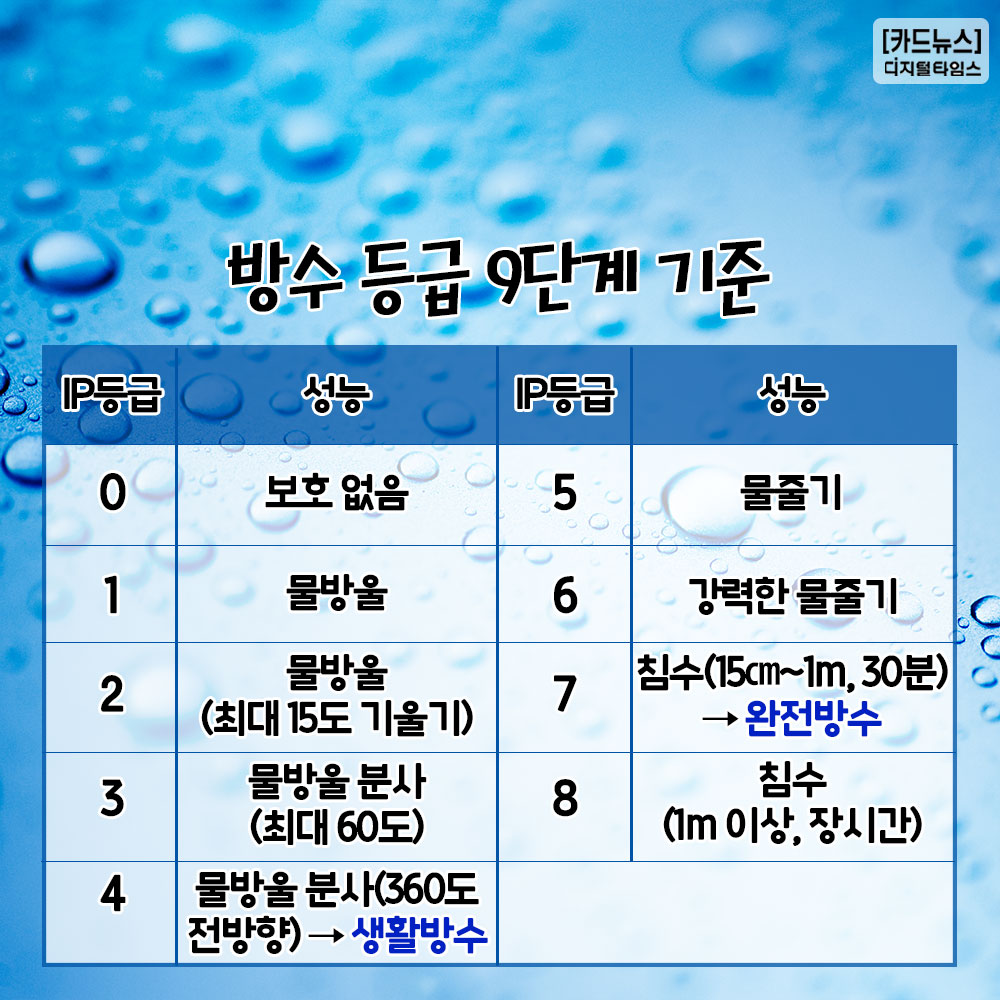 [카드뉴스]
디지털타임스
방수 등급 9단계 기준
IP등급 성능 IP등급 성능
0 보호 없음 5 물줄기
1 물방울 6 강력한 물줄기
2 물방울 (최대 15도 기울기) 7 침수(15㎝~1m, 30분) → 완전방수
3 물방울 분사 (최대 60도) 8 침수 (1m 이상, 장시간)
4 물방울 분사(360도 전방향) → 생활방수